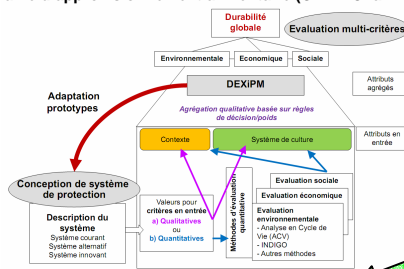 Durabilité
globale
Evaluation multi-critères
Environnementale
Economique
Sociale
DEXiPM
Attributs
agrégés
Adaptation
prototypes
Agrégation qualitative basée sur règles
de décision/poids
Contexte
Système de culture
Attributs en
entrée
Conception de système
de protection
Evaluation sociale
Evaluation économique
Description du
système
Système courant
Système alternatif
Système innovant
Valeurs pour
critères en entrée
a) Qualitatives
ou
b) Quantitatives
Méthodes d'évaluation
quantitative
Evaluation
environnementale
- Analyse en Cycle de
Vie (ACV)
- INDIGO
- Autres méthodes